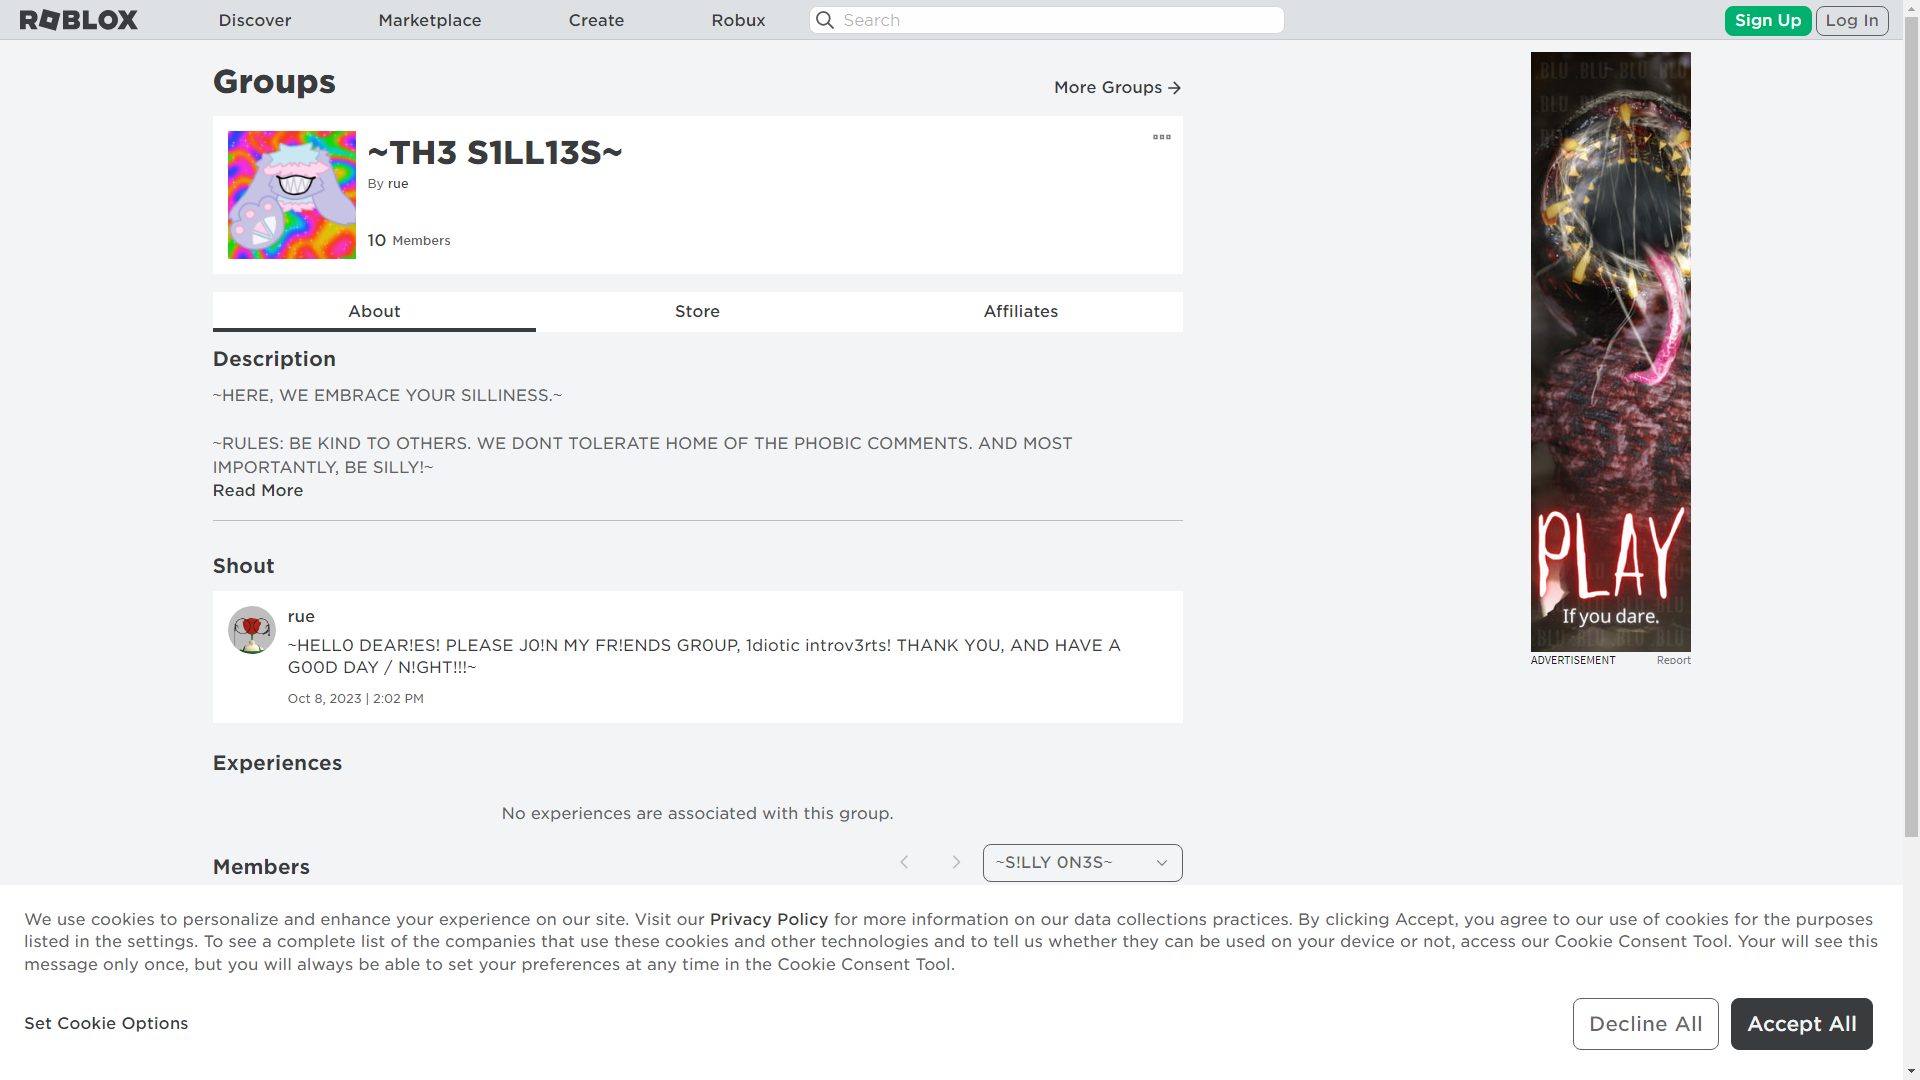 ROBLOX
Discover
Marketplace
Create
Robux
Search
Sign Up
Log In
Groups
More Groups
~TH3 S1LL13S~
By rue
10 Members
About
Store
Affiliates
Description
~HERE, WE EMBRACE YOUR SILLINESS.~
~RULES: BE KIND TO OTHERS. WE DONT TOLERATE HOME OF THE PHOBIC COMMENTS. AND MOST
IMPORTANTLY, BE SILLY!~
Read More
Shout
rue
~HELL0 DEAR!ES! PLEASE J0!N MY FR!ENDS GR0UP, 1diotic introv3rts! THANK Y0U, AND HAVE A
G00D DAY / N!GHT!!!~
Oct 8, 2023 | 2:02 PM
Experiences
No experiences are associated with this group.
Members
~S!LLY 0N3S~
PLAY
If you dare.
ADVERTISEMENT
Report
We use cookies to personalize and enhance your experience on our site. Visit our Privacy Policy for more information on our data collections practices. By clicking Accept, you agree to our use of cookies for the purposes
listed in the settings. To see a complete list of the companies that use these cookies and other technologies and to tell us whether they can be used on your device or not, access our Cookie Consent Tool. Your will see this
message only once, but you will always be able to set your preferences at any time in the Cookie Consent Tool.
Set Cookie Options
Decline All
Accept All